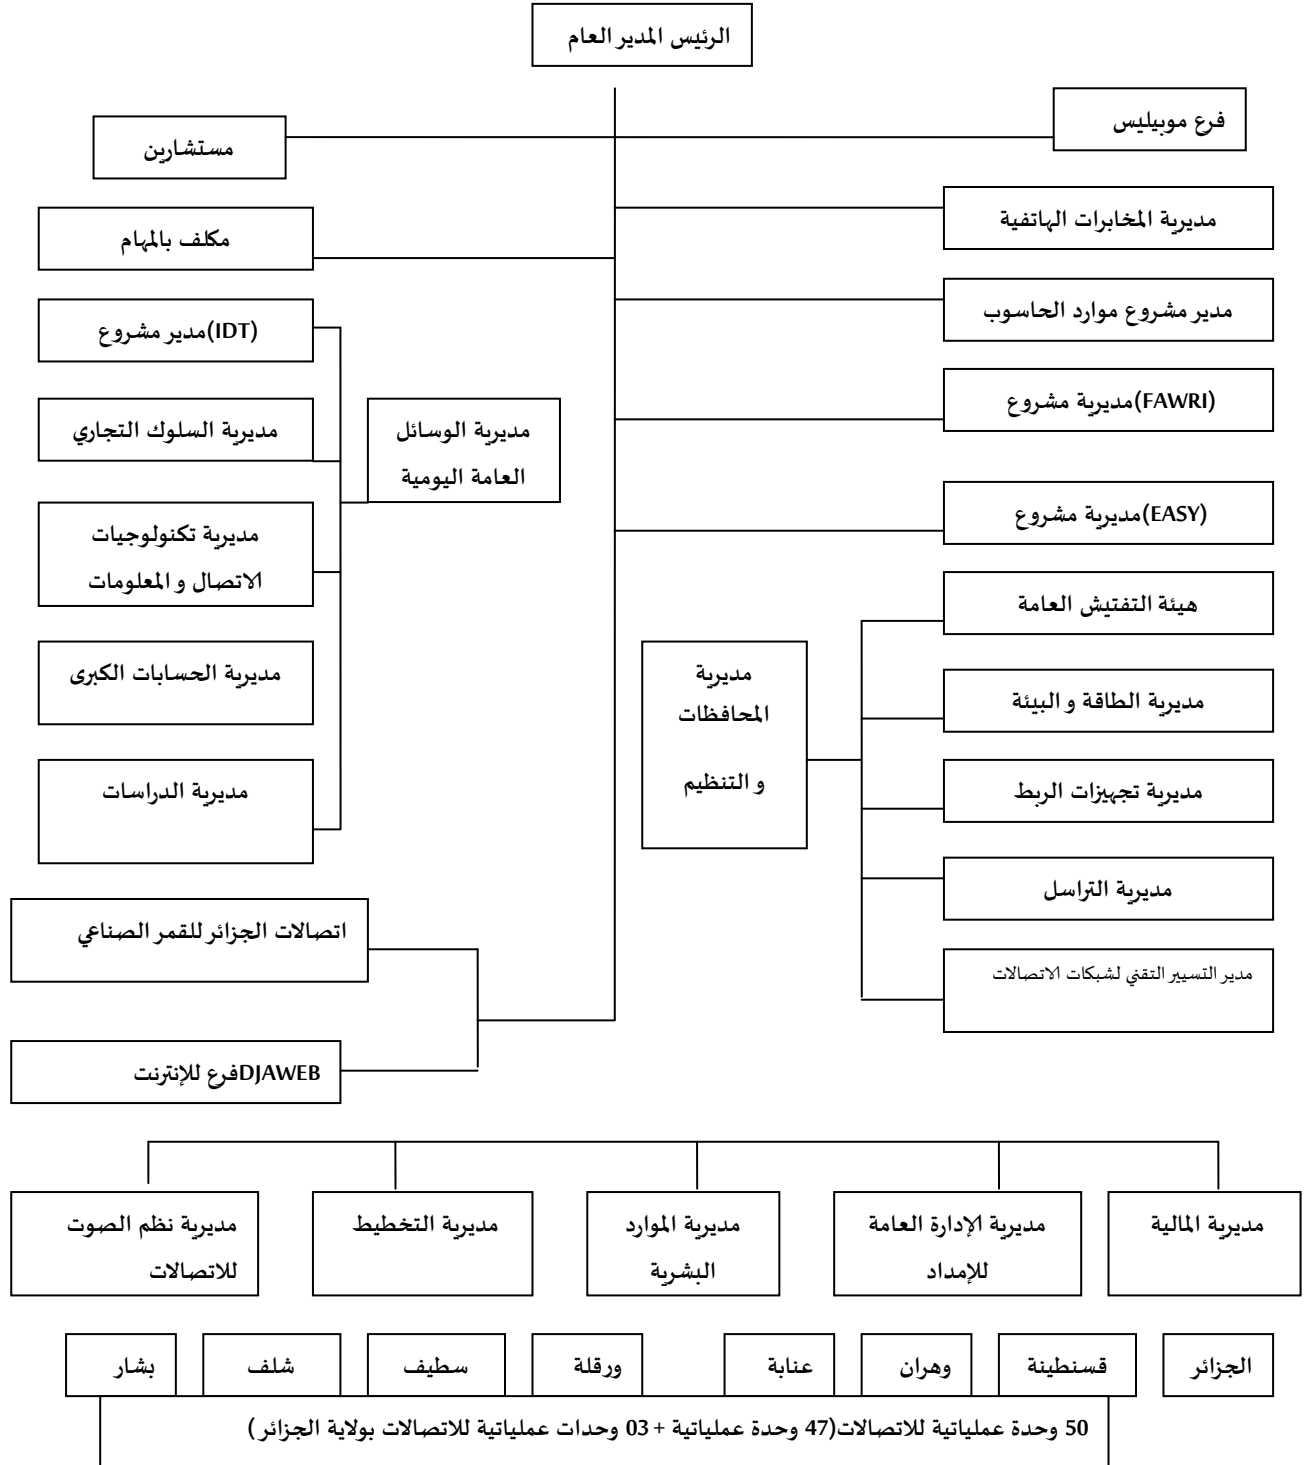 الرئيس المدير العام
فرع موبيليس
مستشارين
مديرية المخابرات الهاتفية
مكلف بالمهام
مدير مشروع موارد الحاسوب
مدير مشروع(IDT)
مديرية مشروع(FAWRI)
مديرية السلوك التجاري
مديرية الوسائل
العامة اليومية
مديرية مشروع(EASY)
مديرية تكنولوجيات
الاتصال و المعلومات
هيئة التفتيش العامة
مديرية الحسابات الكبرى
مديرية
المحافظات
و التنظيم
مديرية الطاقة و البيئة
مديرية الدراسات
مديرية تجهيزات الربط
مديرية التراسل
اتصالات الجزائر للقمر الصناعي
مدير التسيير التقني لشبكات الاتصالات
فرع للإنترنتDJAWEB
مديرية المالية
مديرية الإدارة العامة
للإمداد
مديرية الموارد
البشرية
مديرية التخطيط
مديرية نظم الصوت
للاتصالات
الجزائر
قسنطينة
وهران
عنابة
ورقلة
سطيف
شلف
بشار
50 وحدة عملياتية للاتصالات(47 وحدة عملياتية + 03 وحدات عملياتية للاتصالات بولاية الجزائر )